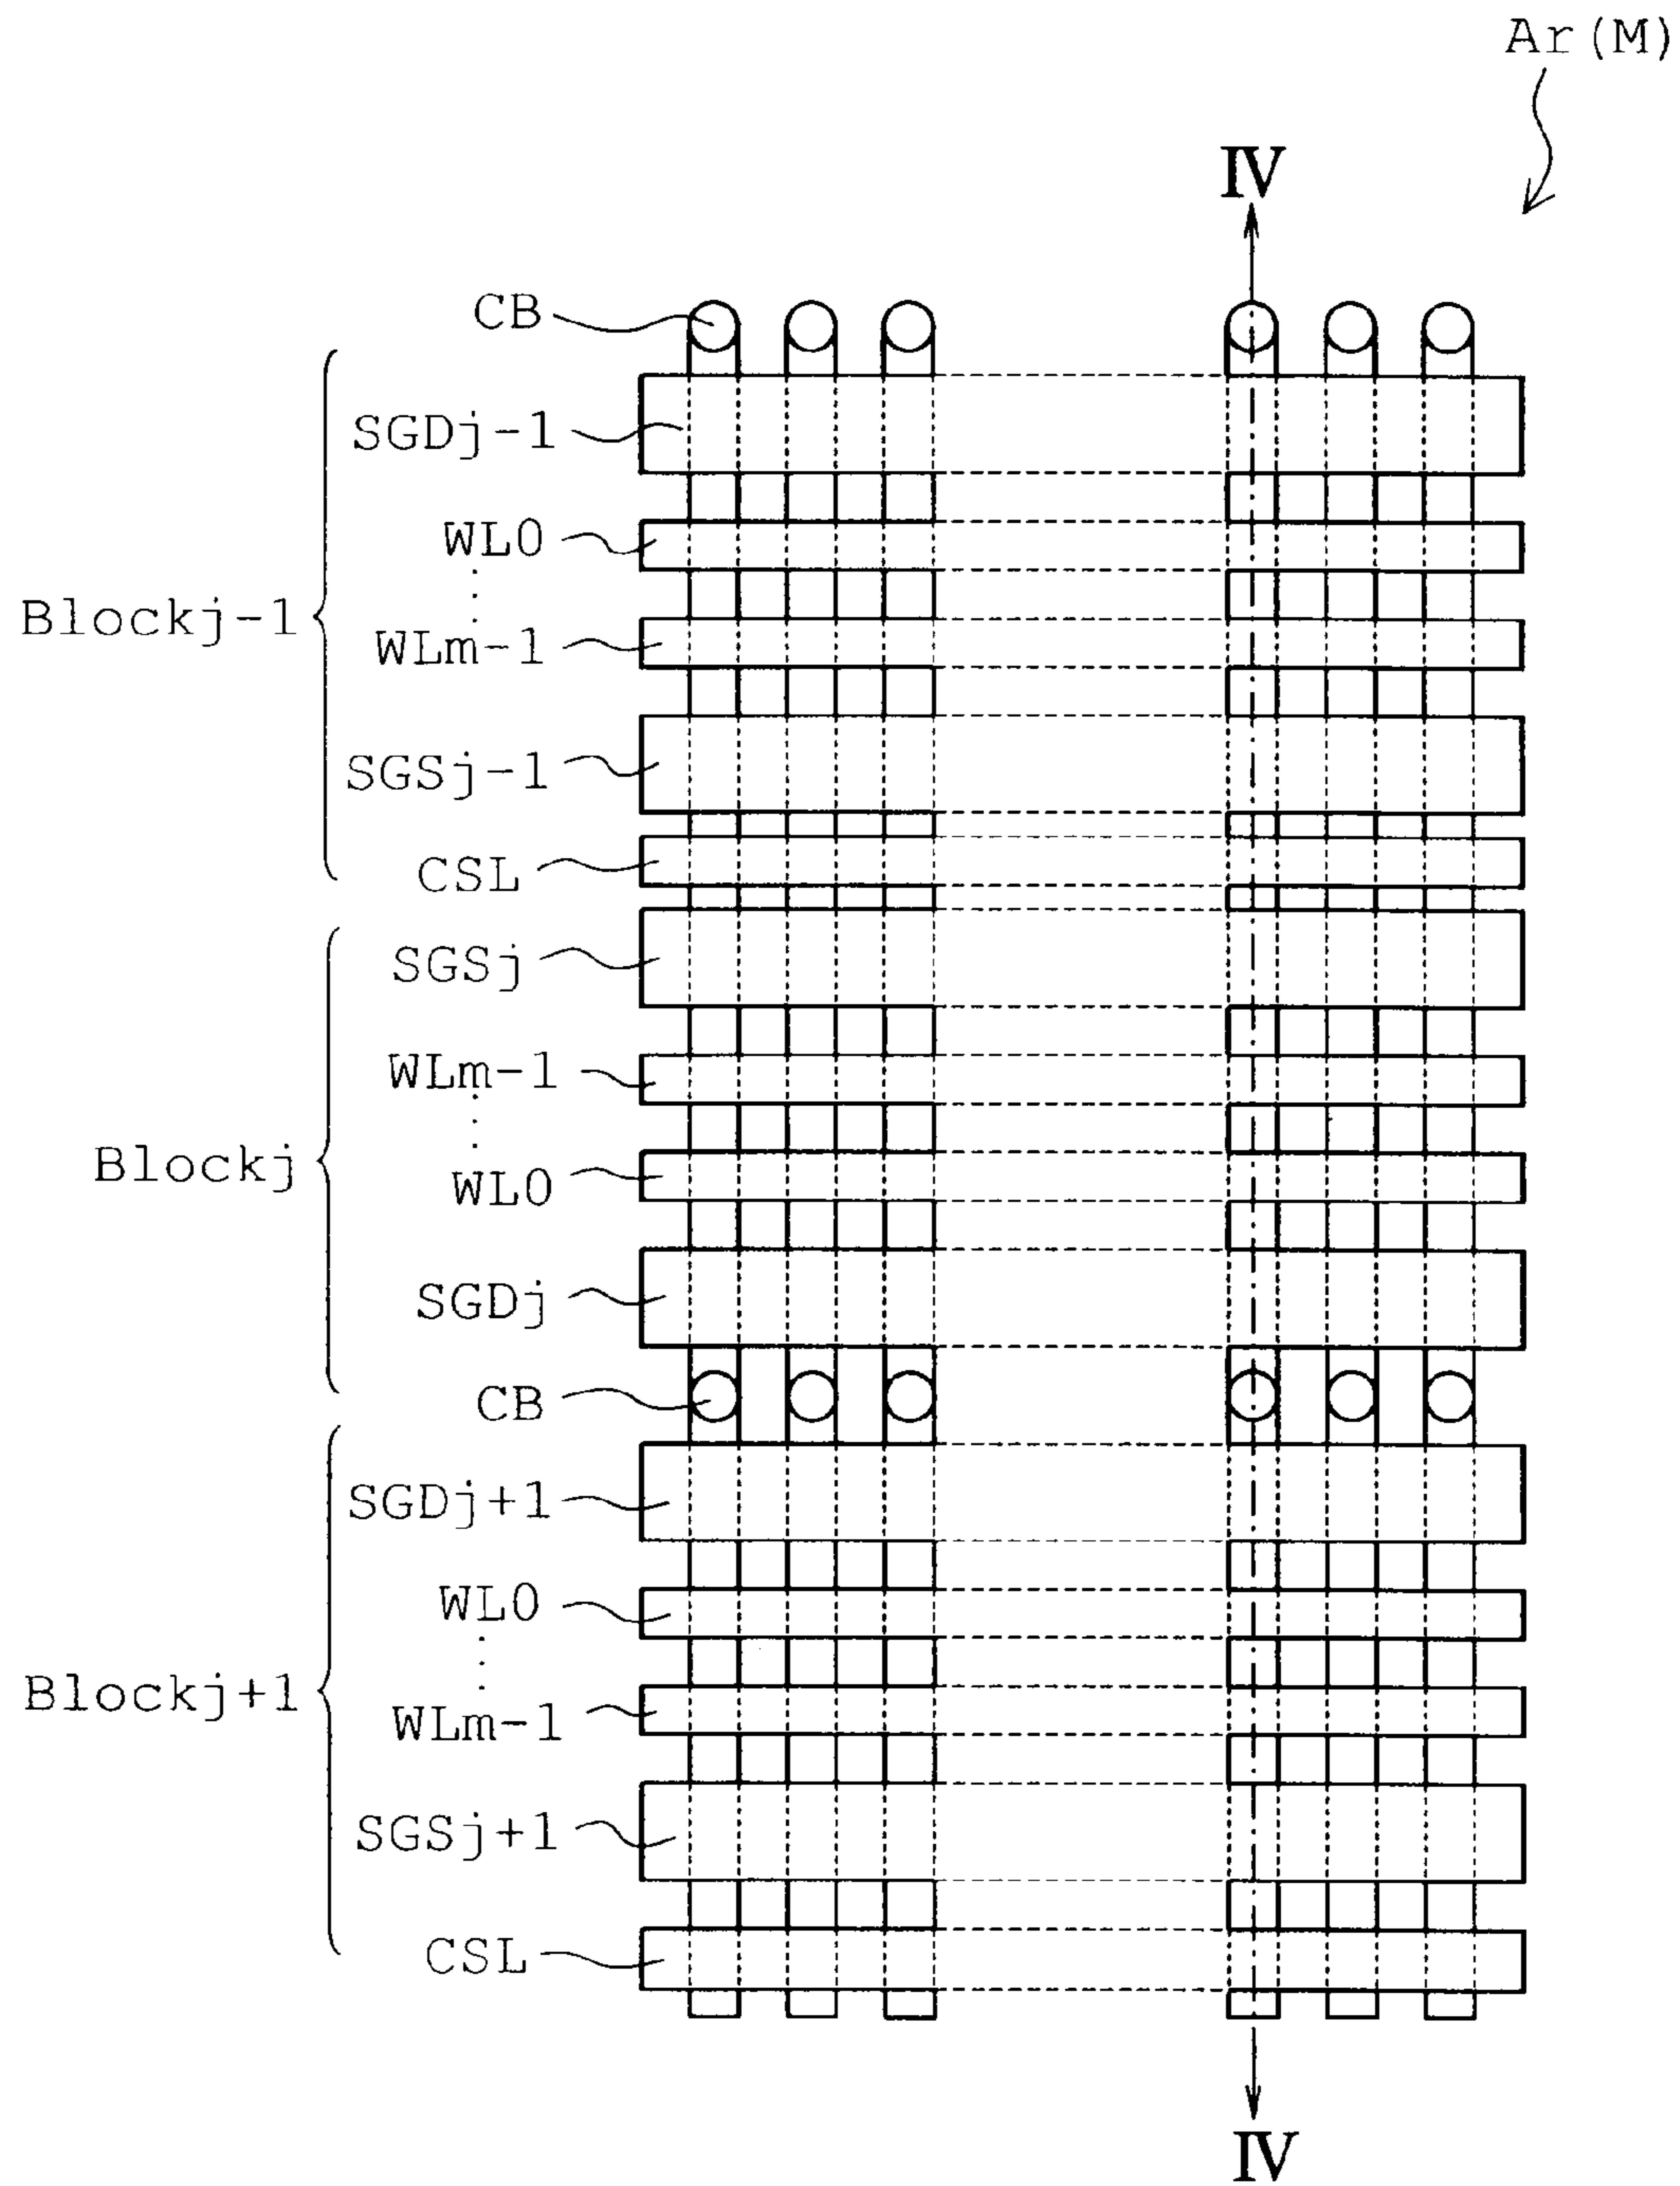 Ar(M)
IV
CB
SGDj-1
WL0
WLm-1
Blockj-1
SGSj-1
CSL
SGSj
WLm-1
WL0
Blockj
SGDj
CB
SGDj+1
WL0
WLm-1
Blockj+1
SGSj+1
CSL
IV